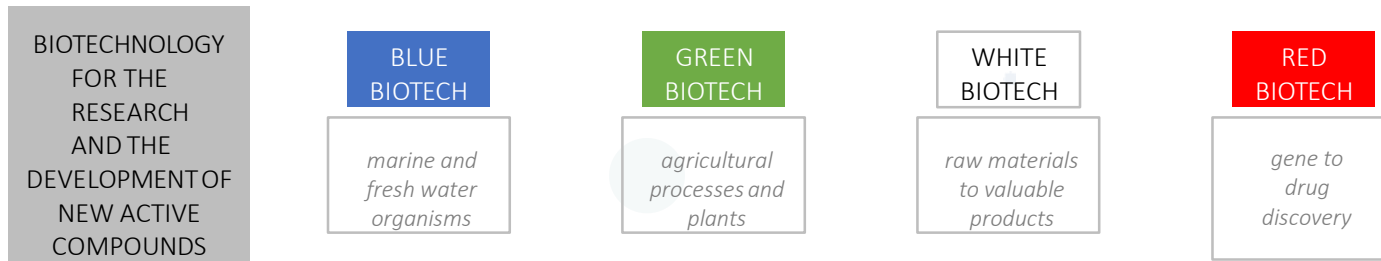 BIOTECHNOLOGY
FOR THE
RESEARCH
AND THE
DEVELOPMENT OF
NEW ACTIVE
COMPOUNDS
BLUE
BIOTECH
marine and
fresh water
organisms
GREEN
BIOTECH
agricultural
processes and
plants
WHITE
BIOTECH
raw materials
to valuable
products
RED
BIOTECH
gene to
drug
discovery